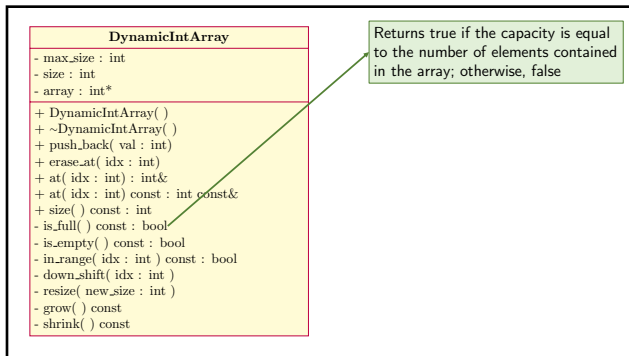 DynamicIntArray
- max_size : int
- size : int
- array : int*
+ DynamicIntArray( )
+ ~DynamicIntArray( )
+ push_back( val : int)
+ erase_at( idx : int)
+ at( idx : int) : int&
+ at( idx : int) const : int const&
+ size( ) const : int
- is_full( ) const : bool
- is_empty( ) const : bool
- in_range( idx : int ) const : bool
- down_shift( idx : int )
- resize( new_size : int )
- grow( ) const
- shrink( ) const
Returns true if the capacity is equal
to the number of elements contained
in the array; otherwise, false